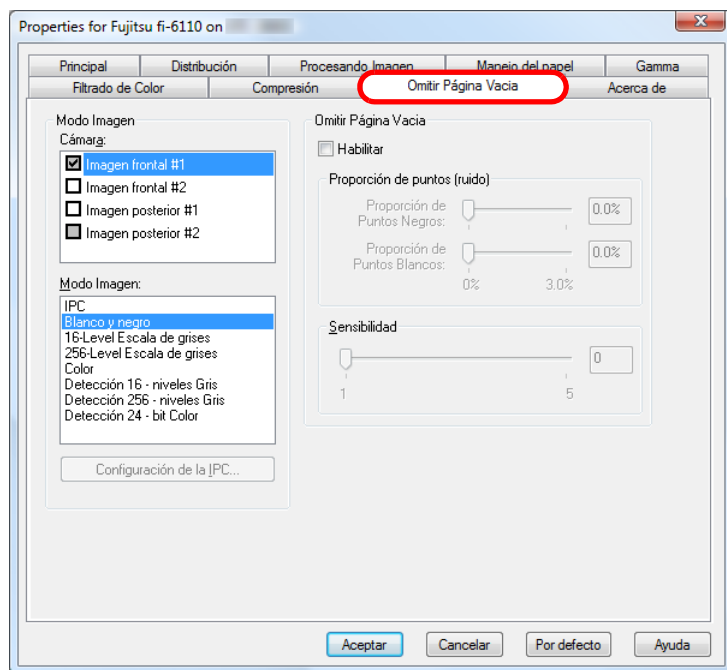 Properties for Fujitsu fi-6110 on
Principal Distribución Procesando Imagen Manejo del papel Gamma
Filtrado de Color Compresión Omitir Página Vacia Acerca de
Modo Imagen
Cámara:
Imagen frontal #1
Imagen frontal #2
Imagen posterior #1
Imagen posterior #2
Modo Imagen:
IPC
Blanco y negro
16-Level Escala de grises
256-Level Escala de grises
Color
Detección 16 - niveles Gris
Detección 256 - niveles Gris
Detección 24 - bit Color
Configuración de la IPC...
Omitir Página Vacia
Habilitar
Proporción de puntos (ruido)
Proporción de
Puntos Negros:
0.0%
Proporción de
Puntos Blancos:
0.0%
0% 3.0%
Sensibilidad
0
1 5
Aceptar Cancelar Por defecto Ayuda